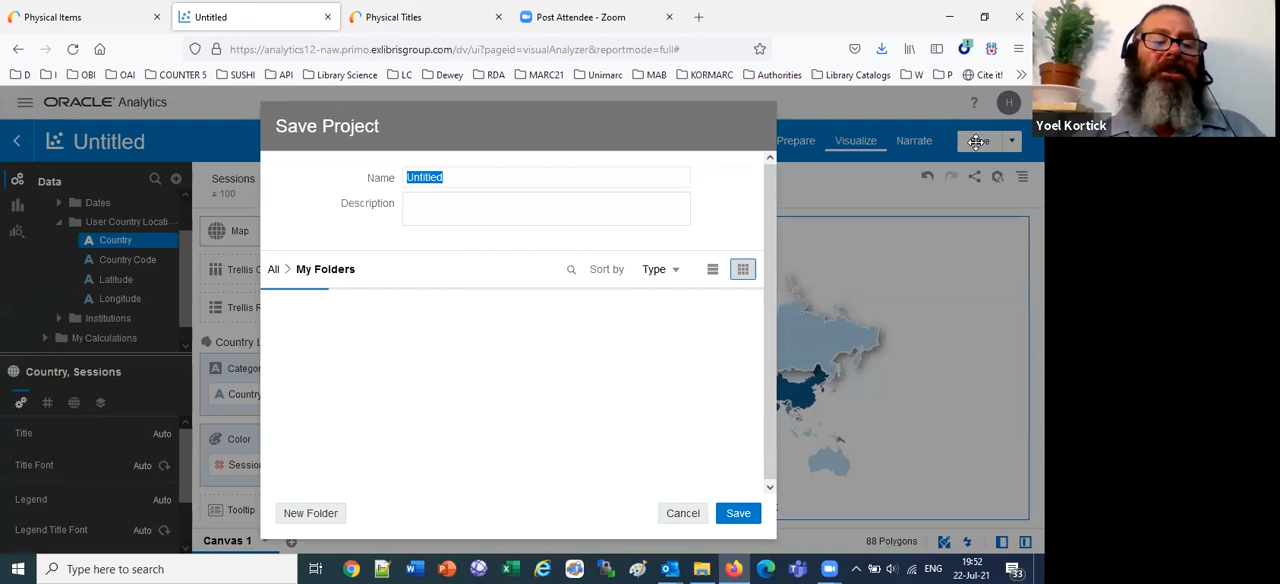 Physical Items
Untitled
Physical Titles
Post Attendee - Zoom
https://analytics12-naw.primo.exlibrisgroup.com/dv/ui?pageid=visualAnalyzer&reportmode=full#
D
I
OBI
OAI
COUNTER 5
SUSHI
API
Library Science
LC
Dewey
RDA
MARC21
Unimarc
MAB
KORMARC
Authorities
Library Catalogs
W
P
Cite it!
Yoel Kortick
ORACLE Analytics
? H
Untitled
Prepare
Visualize
Narrate
Save Project
Name Untitled
Description
Data
Dates
User Country Locati...
A Country
A Country Code
A Latitude
A Longitude
Institutions
My Calculations
Sessions
≥ 100
Map
Trellis
Trellis
Country L
A Catego
A Country
Color
# Sessio
Tooltip
All > My Folders
Sort by Type
New Folder
Cancel
Save
Country, Sessions
Title Auto
Title Font Auto
Legend Auto
Legend Title Font Auto
Canvas 1
88 Polygons
Type here to search
ENG
19:52
22-Jul-21
33